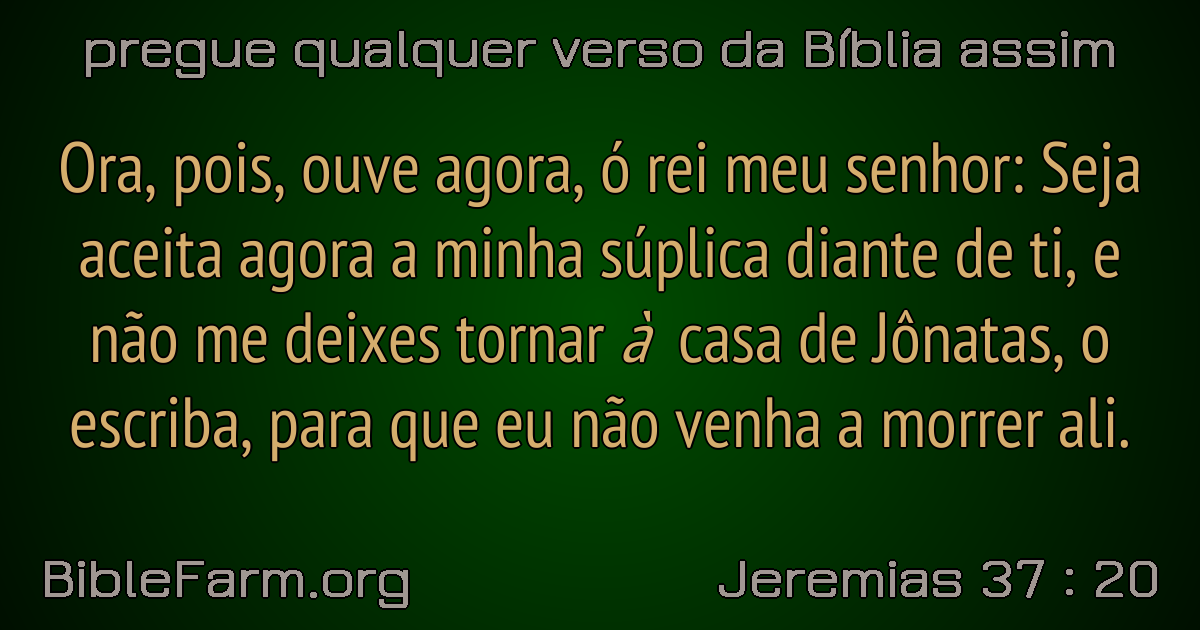 pregue qualquer verso da Bíblia assim
Ora, pois, ouve agora, ó rei meu senhor: Seja
aceita agora a minha súplica diante de ti, e
não me deixes tornar à casa de Jônatas, o
escriba, para que eu não venha a morrer ali.
BibleFarm.org
Jeremias 37 : 20